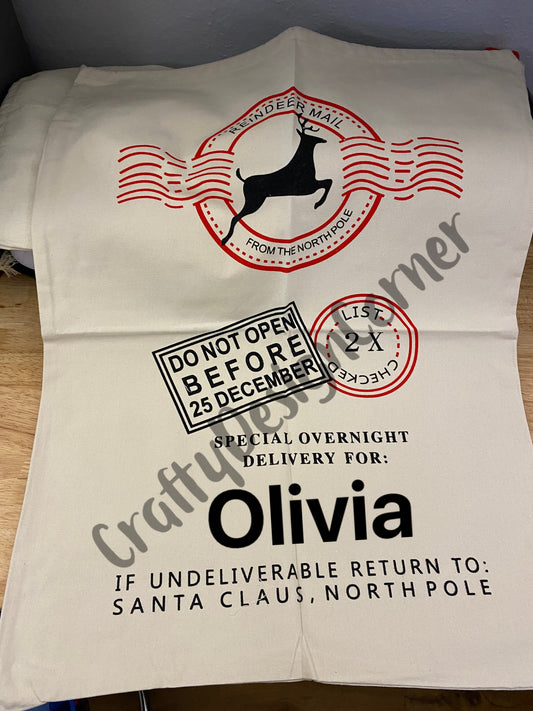 REINDEER MAIL
FROM THE NORTH POLE
DO NOT OPEN
BEFORE
25 DECEMBER
LIST
2 X
CHECKED
SPECIAL OVERNIGHT
DELIVERY FOR:
Olivia
IF UNDELIVERABLE RETURN TO:
SANTA CLAUS, NORTH POLE
CraftyDesignCorner